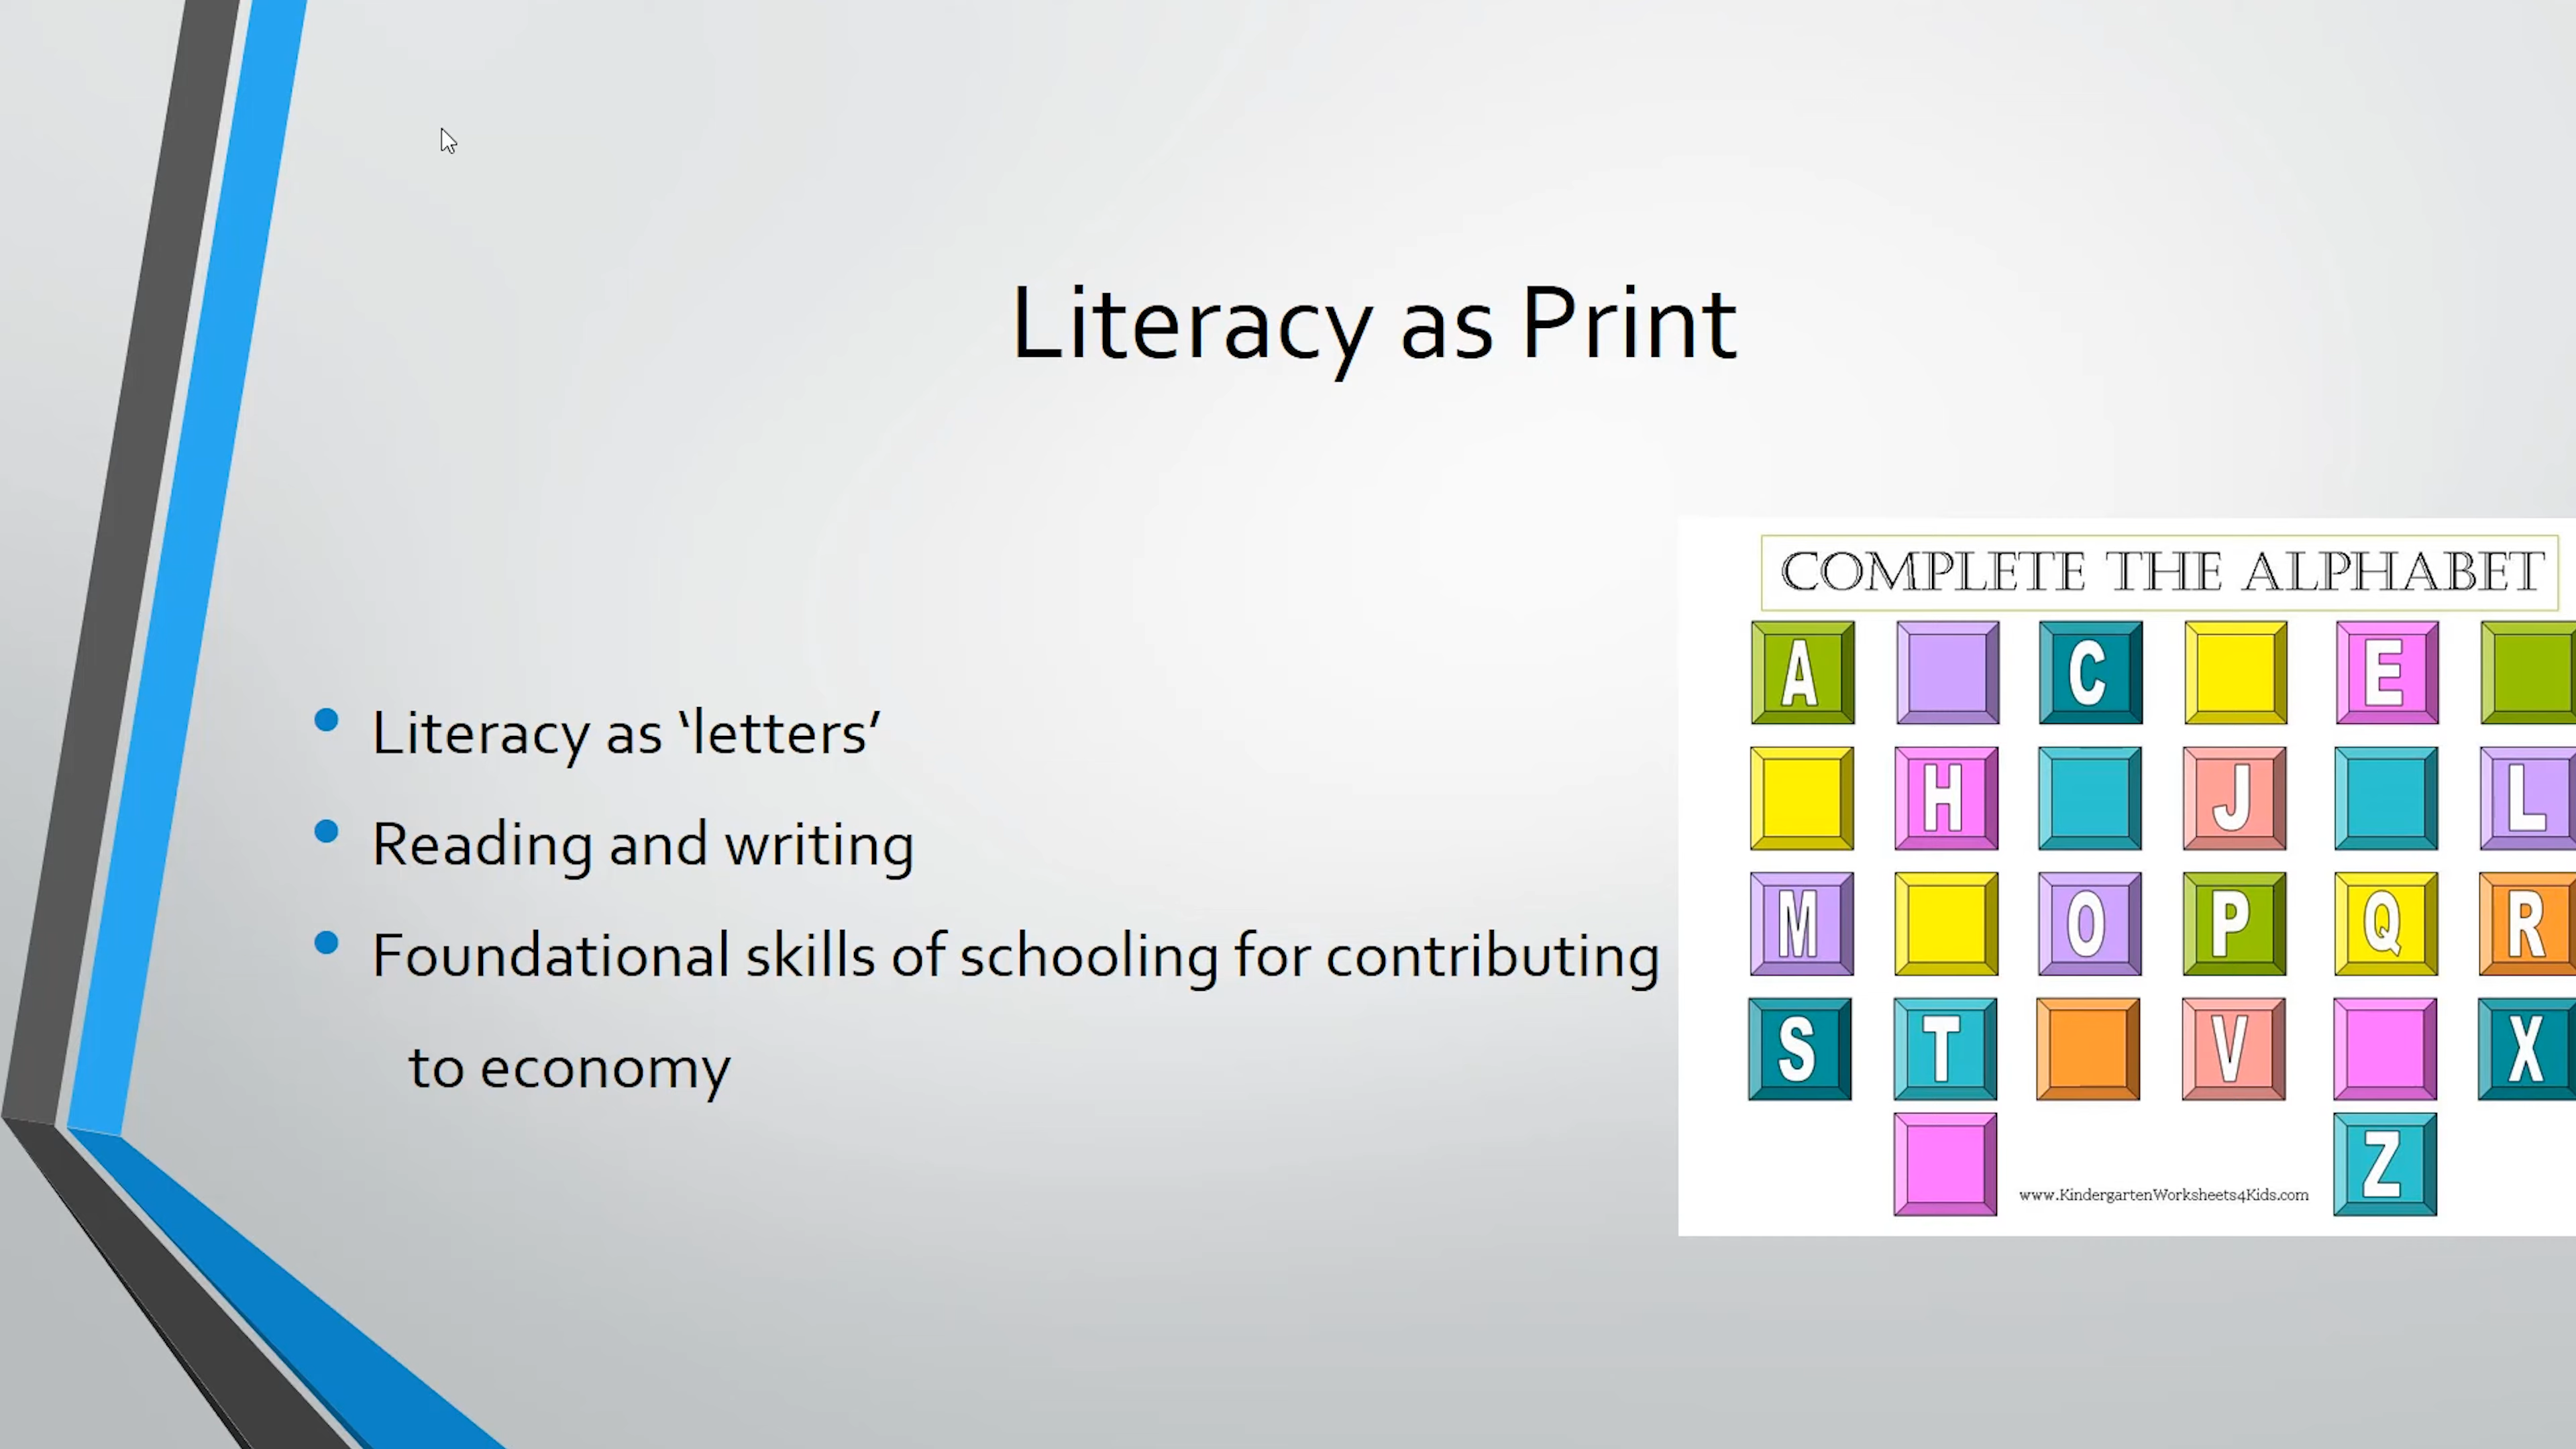 Literacy as Print
• Literacy as ‘letters’
• Reading and writing
• Foundational skills of schooling for contributing
to economy
COMPLETE THE ALPHABET
A C E
H J L
M O P Q R
S T V X
Z
www.KindergartenWorksheets4Kids.com